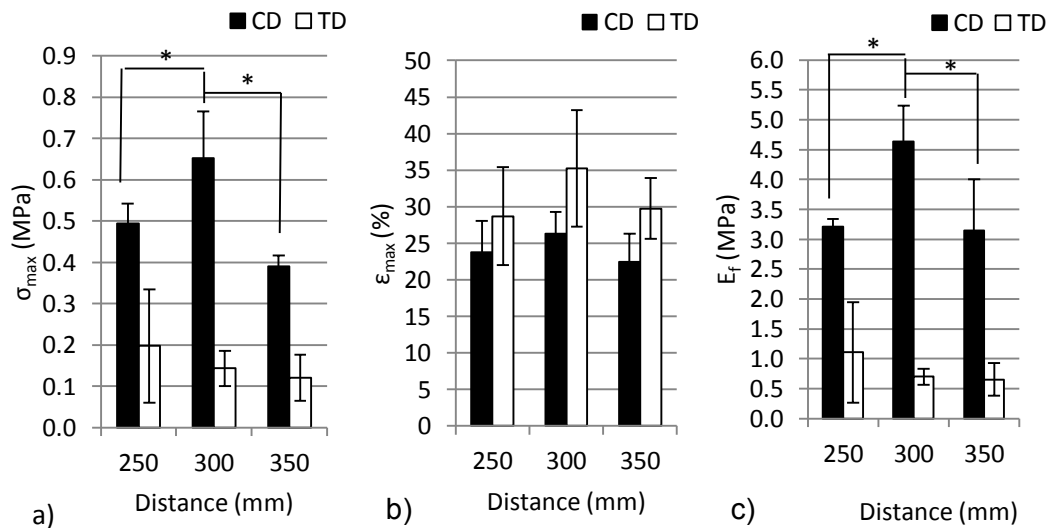 CD TD
σmax (MPa)
0.9
0.8
0.7
0.6
0.5
0.4
0.3
0.2
0.1
0.0
* *
250 300 350
Distance (mm)
a)
CD TD
εmax (%)
50
45
40
35
30
25
20
15
10
5
0
250 300 350
Distance (mm)
b)
CD TD
Ef (MPa)
6.0
5.5
5.0
4.5
4.0
3.5
3.0
2.5
2.0
1.5
1.0
0.5
0.0
* *
250 300 350
Distance (mm)
c)